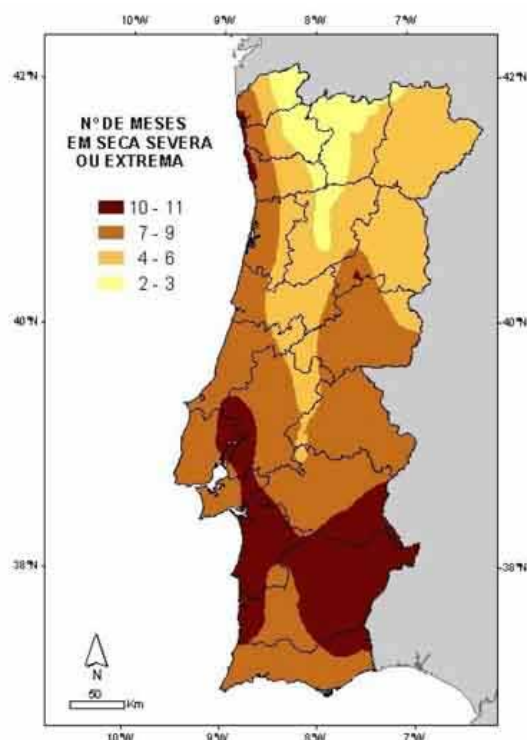 10°W 9°W 8°W 7°W
42°N 42°N
Nº DE MESES
EM SECA SEVERA
OU EXTREMA
10 - 11
7 - 9
4 - 6
2 - 3
40°N 40°N
38°N 38°N
N
50
Km
10°W 9°W 8°W 7°W